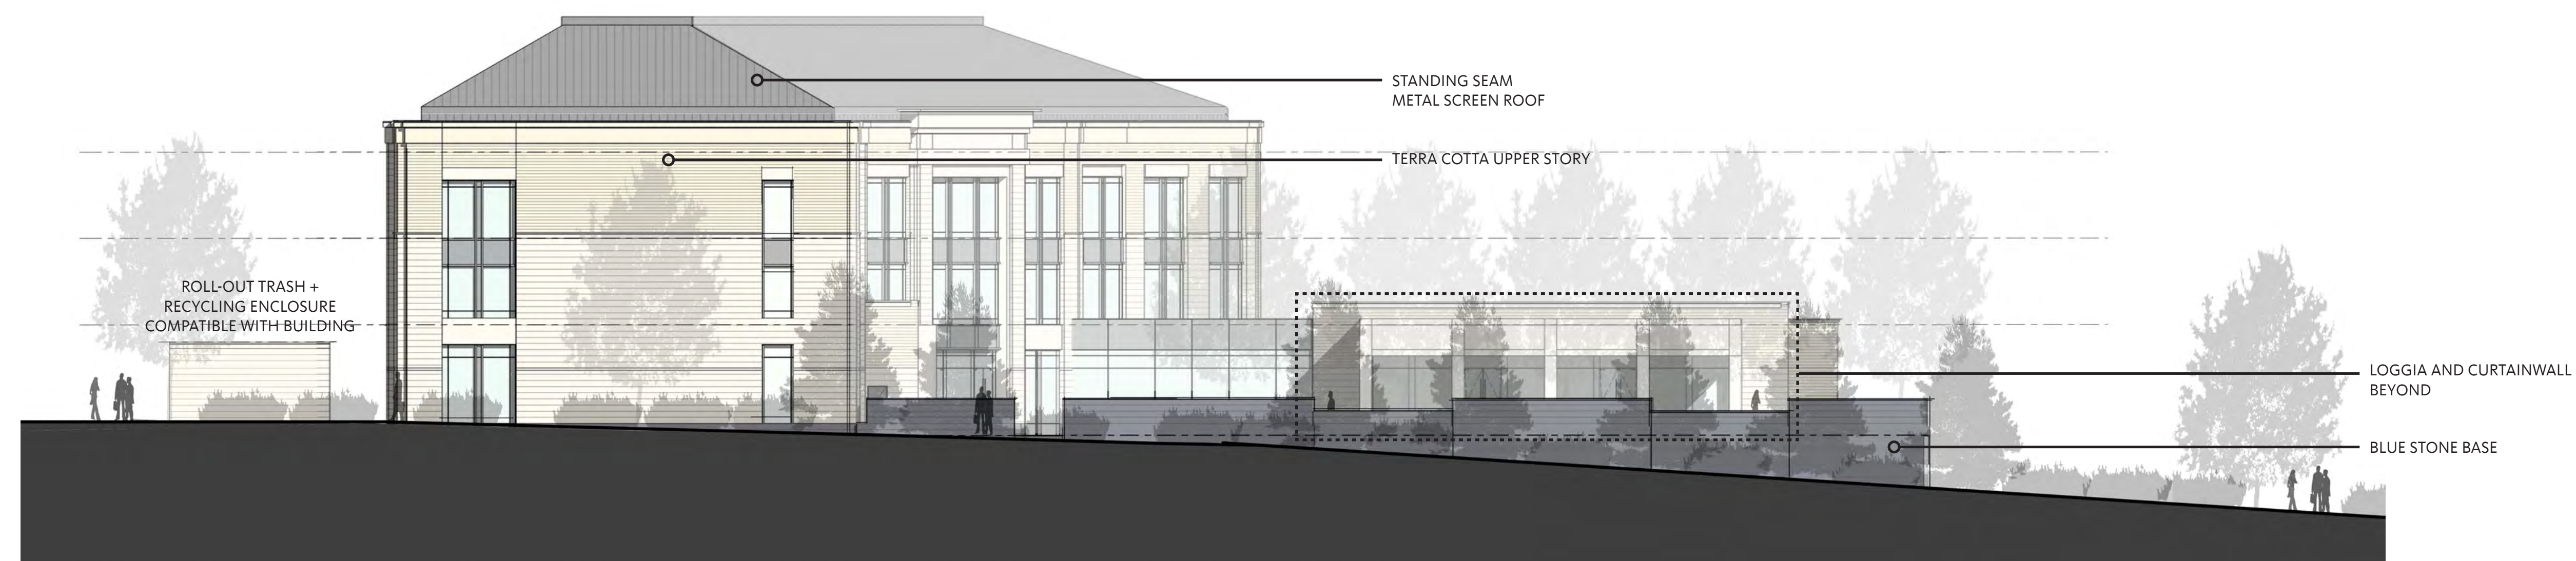 STANDING SEAM
METAL SCREEN ROOF
TERRA COTTA UPPER STORY
ROLL-OUT TRASH +
RECYCLING ENCLOSURE
COMPATIBLE WITH BUILDING
LOGGIA AND CURTAINWALL
BEYOND
BLUE STONE BASE